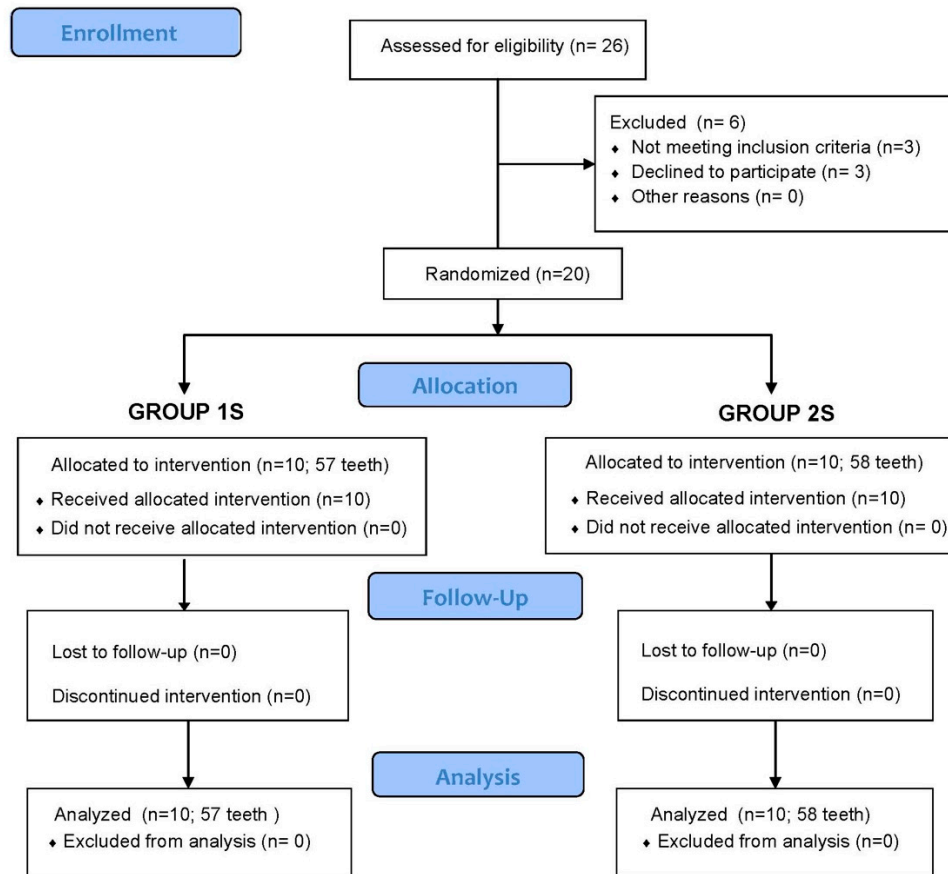 Enrollment
Assessed for eligibility (n= 26)
Excluded (n= 6)
♦ Not meeting inclusion criteria (n=3)
♦ Declined to participate (n= 3)
♦ Other reasons (n= 0)
Randomized (n=20)
Allocation
GROUP 1S
Allocated to intervention (n=10; 57 teeth)
♦ Received allocated intervention (n=10)
♦ Did not receive allocated intervention (n=0)
GROUP 2S
Allocated to intervention (n=10; 58 teeth)
♦ Received allocated intervention (n=10)
♦ Did not receive allocated intervention (n= 0)
Follow-Up
Lost to follow-up (n=0)
Discontinued intervention (n=0)
Lost to follow-up (n=0)
Discontinued intervention (n=0)
Analysis
Analyzed (n=10; 57 teeth )
♦ Excluded from analysis (n= 0)
Analyzed (n=10; 58 teeth)
♦ Excluded from analysis (n=0)